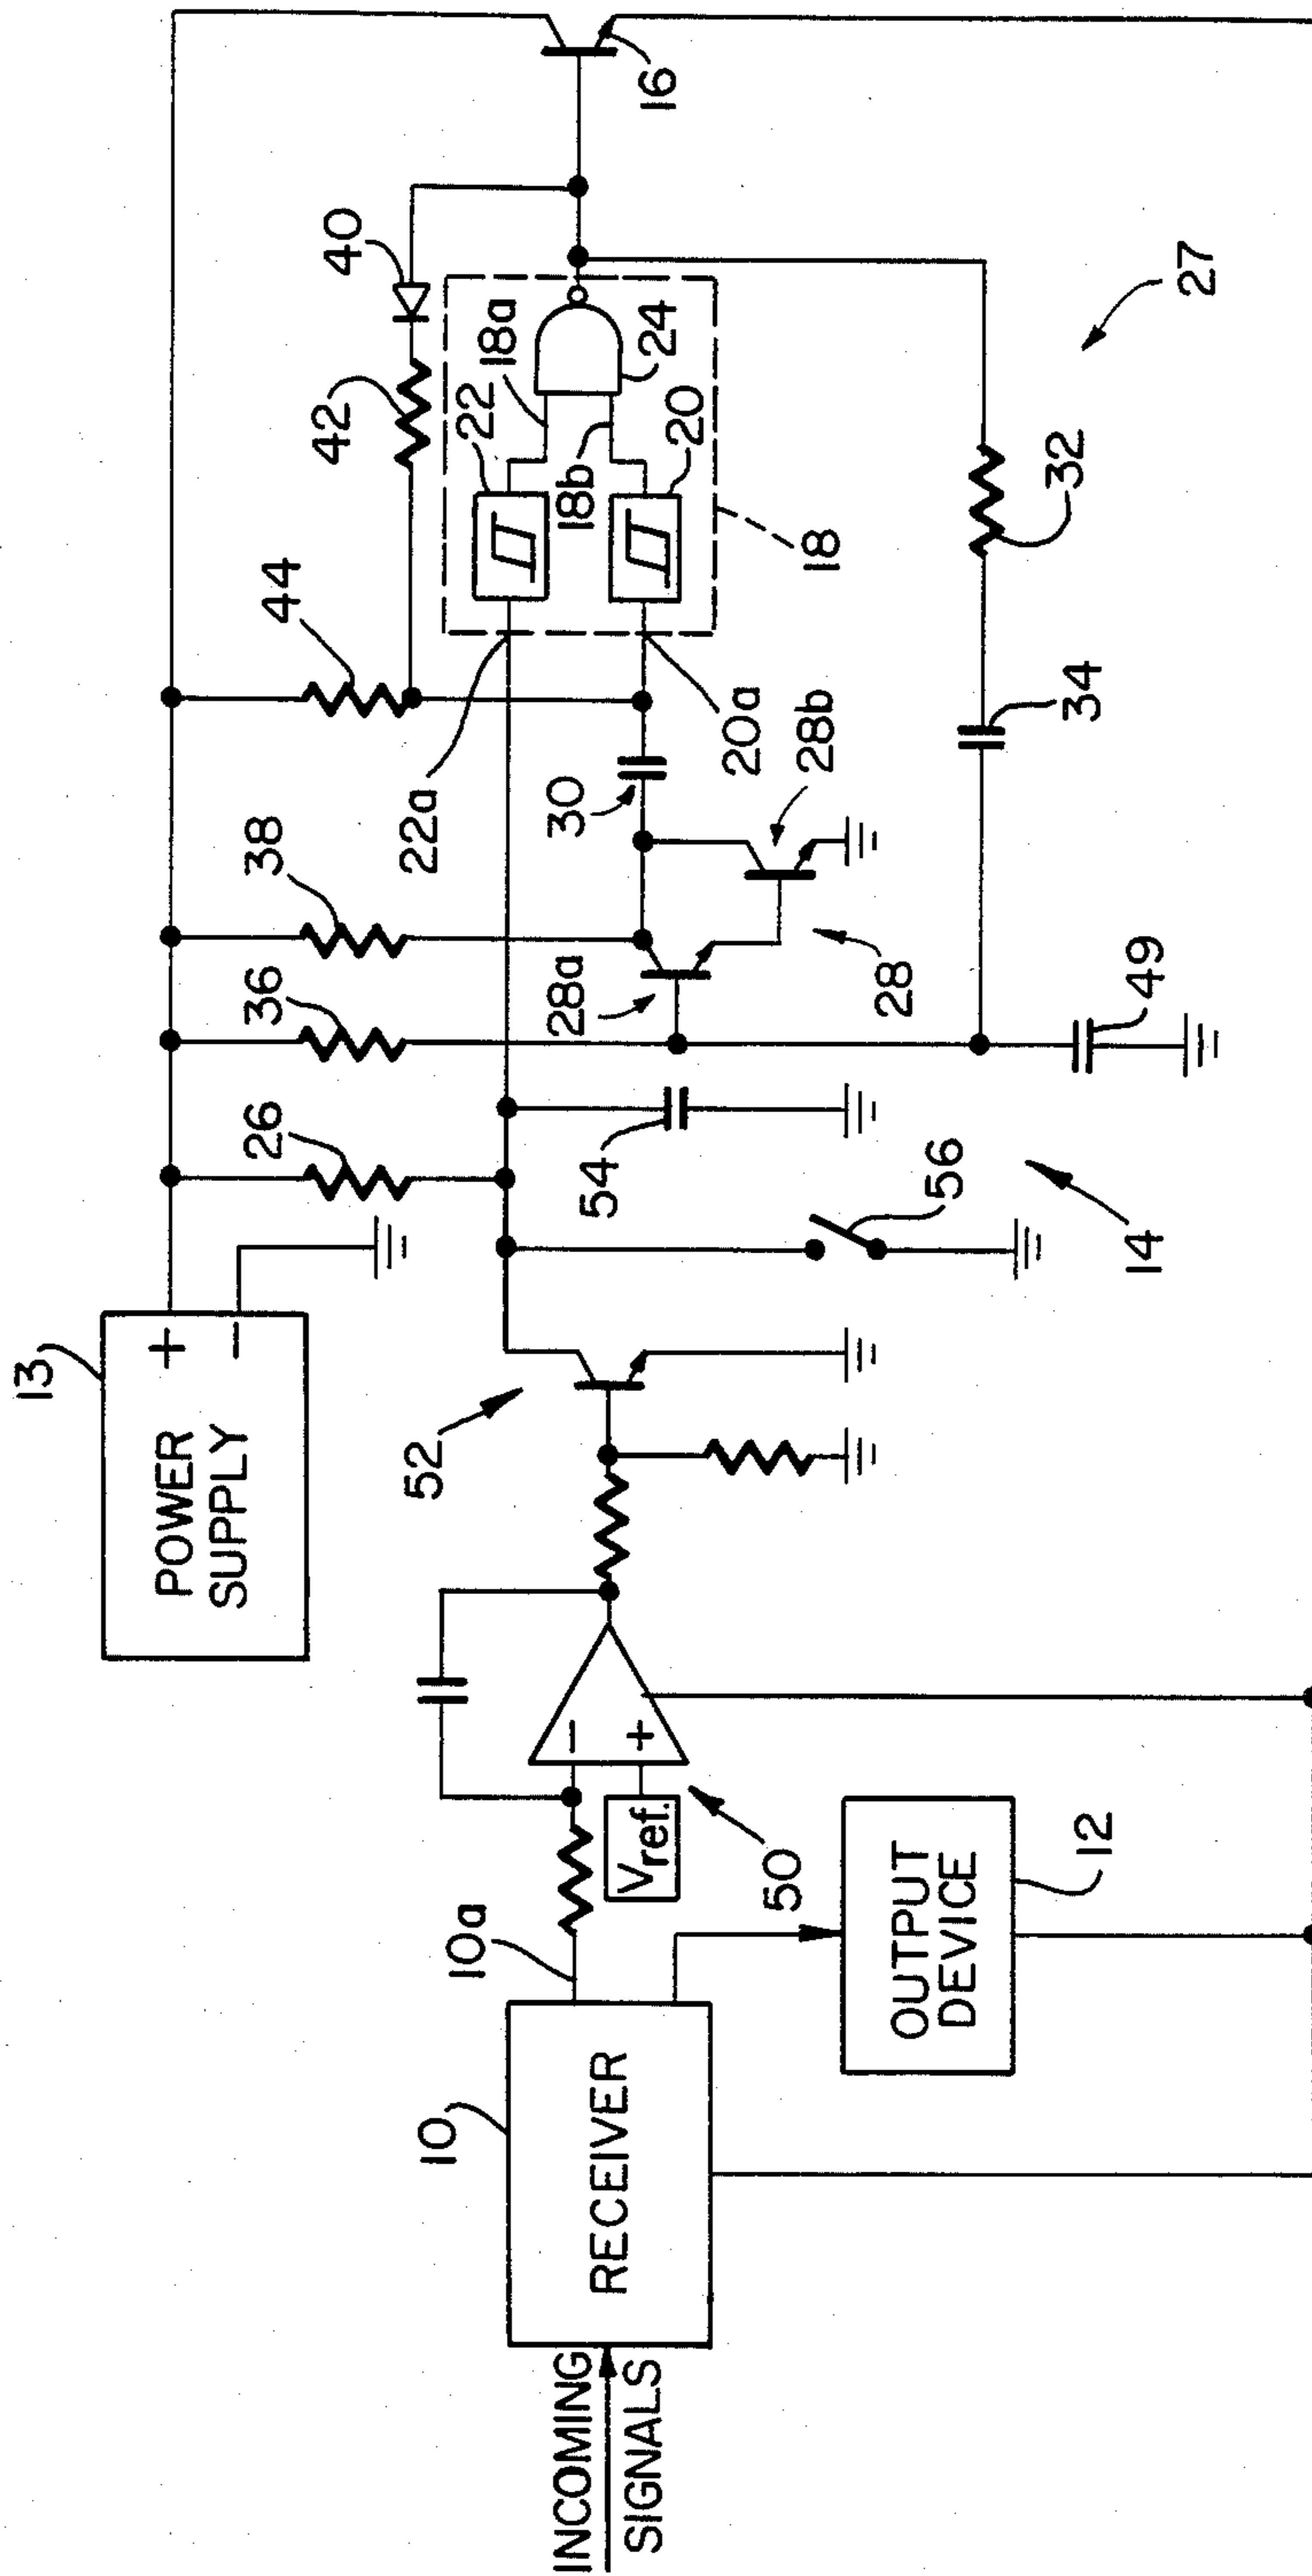 13
POWER
SUPPLY
+
−
26
36
38
44
42
40
16
22a
22
18a
18b
24
20
18
20a
30
28a
28b
28
54
56
49
34
32
27
14
52
10a
−
+
Vref.
50
10
RECEIVER
INCOMING
SIGNALS
OUTPUT
DEVICE
12